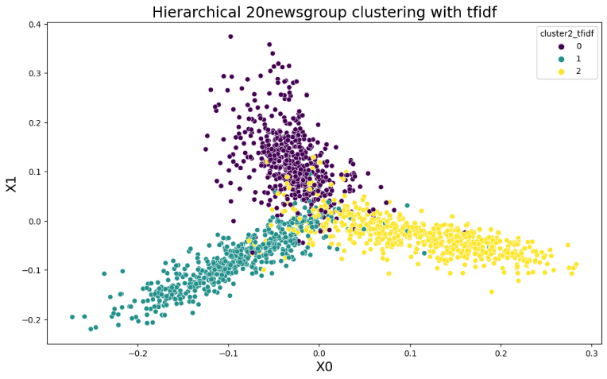 Hierarchical 20newsgroup clustering with tfidf
cluster2_tfidf
0
1
2
0.4
0.3
0.2
0.1
0.0
−0.1
−0.2
X1
−0.2 −0.1 0.0 0.1 0.2 0.3
X0